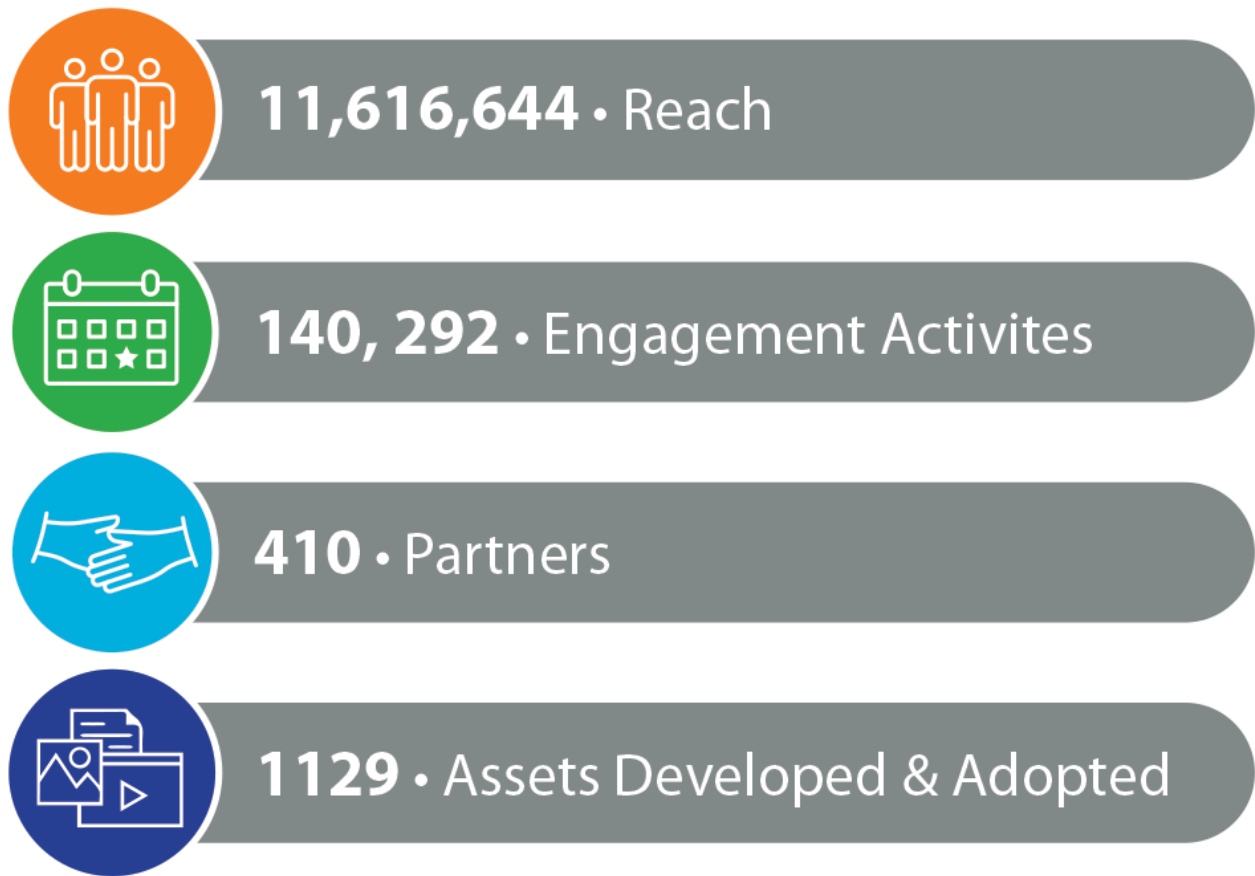 11,616,644 • Reach
140, 292 • Engagement Activites
410 • Partners
1129 • Assets Developed & Adopted